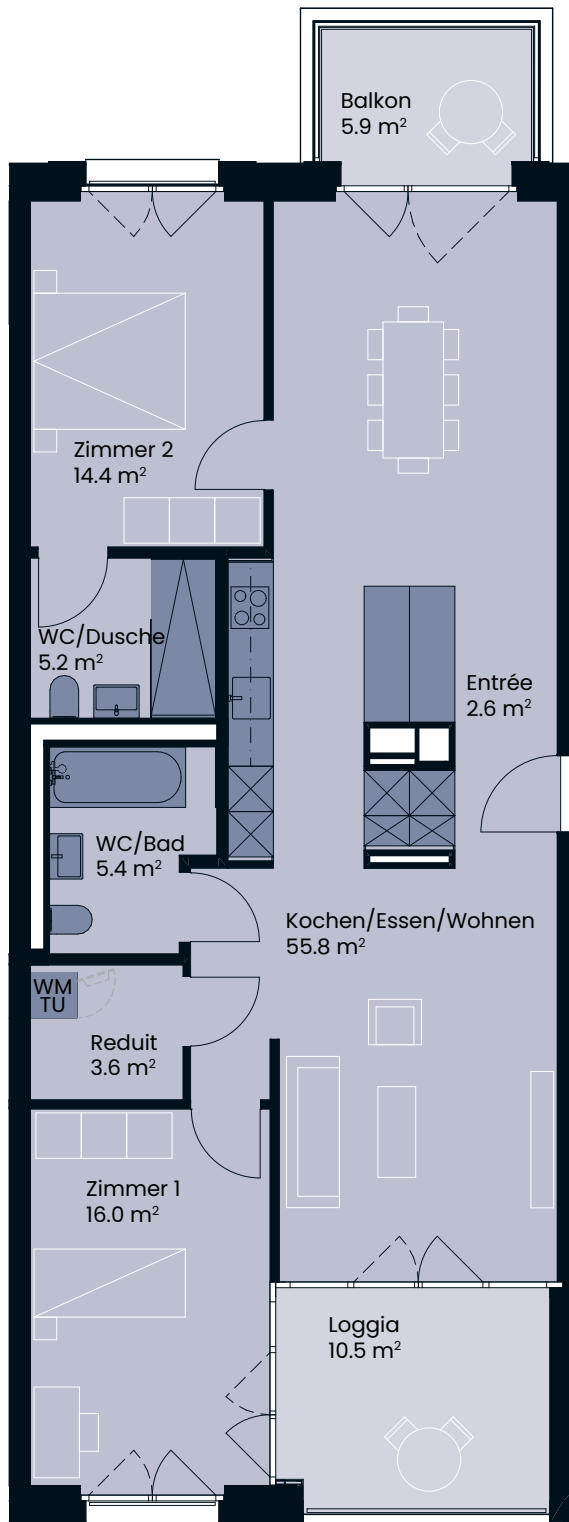 Balkon
5.9 m²
Zimmer 2
14.4 m²
WC/Dusche
5.2 m²
Entrée
2.6 m²
WC/Bad
5.4 m²
Kochen/Essen/Wohnen
55.8 m²
WM
TU
Reduit
3.6 m²
Zimmer 1
16.0 m²
Loggia
10.5 m²